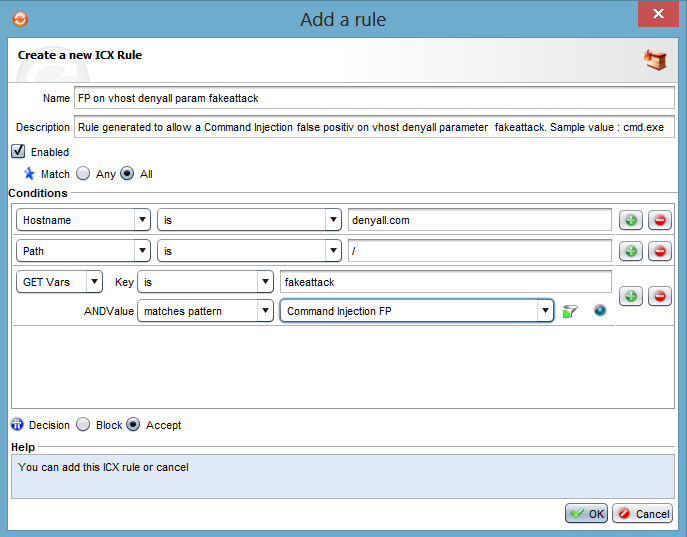 Add a rule
Create a new ICX Rule
Name FP on vhost denyall param fakeattack
Description Rule generated to allow a Command Injection false positiv on vhost denyall parameter fakeattack. Sample value : cmd.exe
Enabled
Match Any All
Conditions
Hostname is denyall.com
Path is /
GET Vars Key is fakeattack
ANDValue matches pattern Command Injection FP
Decision Block Accept
Help
You can add this ICX rule or cancel
OK Cancel